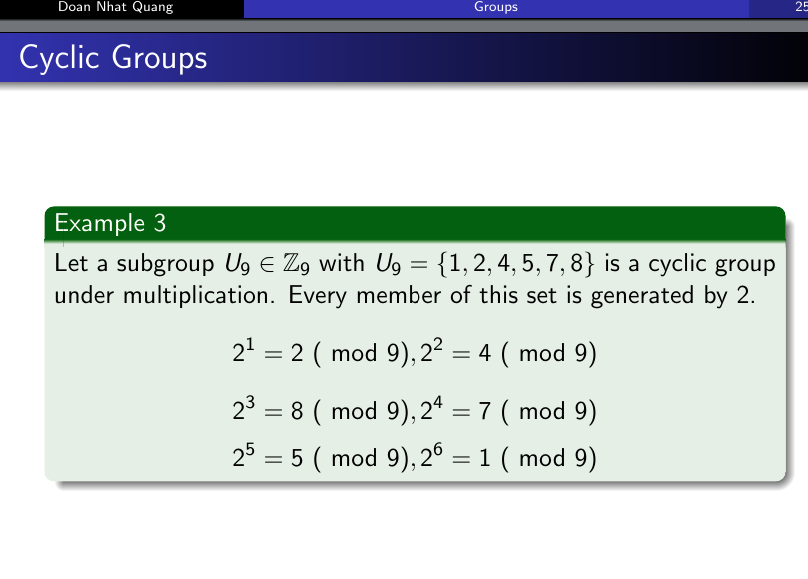 Doan Nhat Quang Groups 25
Cyclic Groups
Example 3
Let a subgroup U₉ ∈ ℤ₉ with U₉ = {1, 2, 4, 5, 7, 8} is a cyclic group
under multiplication. Every member of this set is generated by 2.
2¹ = 2 ( mod 9), 2² = 4 ( mod 9)
2³ = 8 ( mod 9), 2⁴ = 7 ( mod 9)
2⁵ = 5 ( mod 9), 2⁶ = 1 ( mod 9)